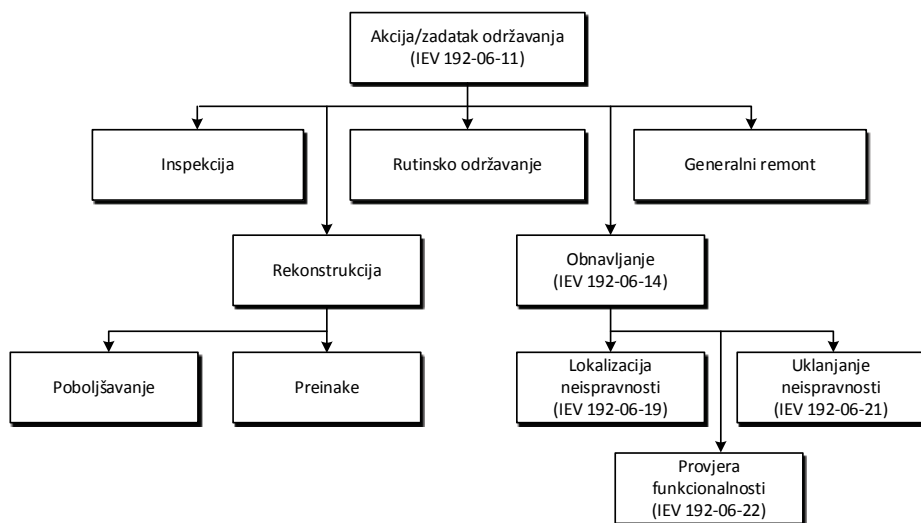 Akcija/zadatak održavanja
(IEV 192-06-11)
Inspekcija
Rutinsko održavanje
Generalni remont
Rekonstrukcija
Obnavljanje
(IEV 192-06-14)
Poboljšavanje
Preinake
Lokalizacija
neispravnosti
(IEV 192-06-19)
Uklanjanje
neispravnosti
(IEV 192-06-21)
Provjera
funkcionalnosti
(IEV 192-06-22)